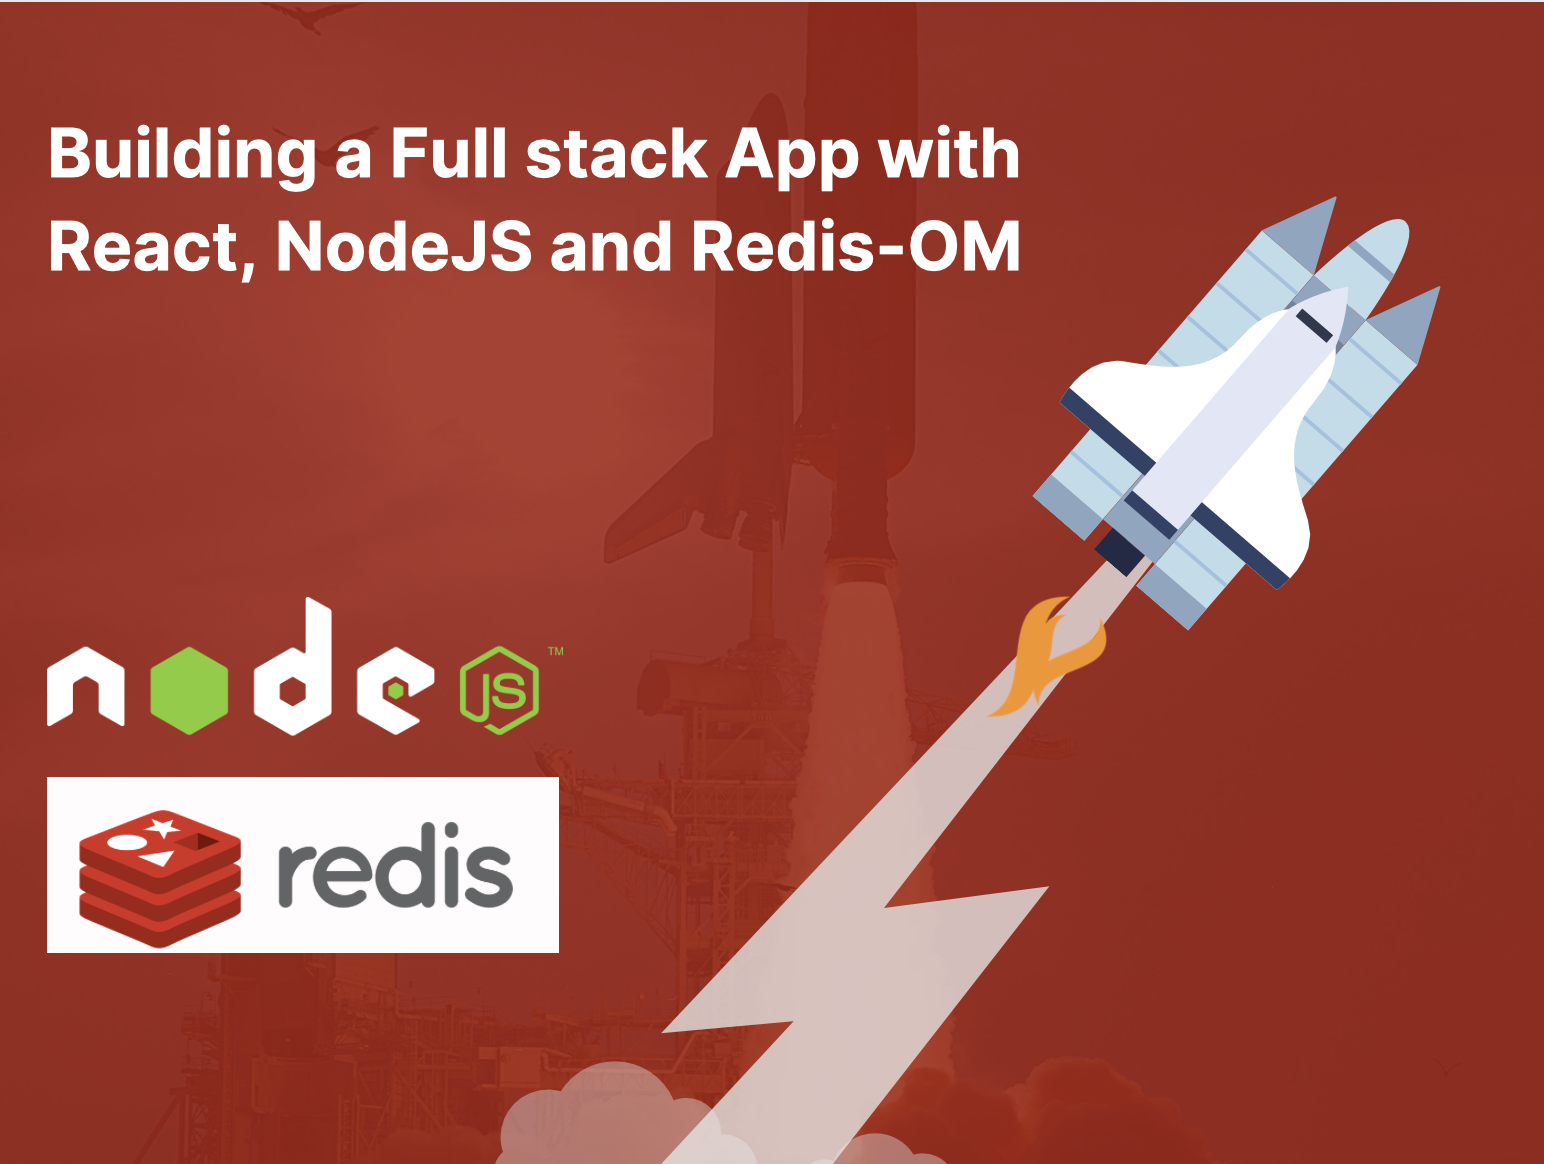 Building a Full stack App with
React, NodeJS and Redis-OM
node JS ™
redis